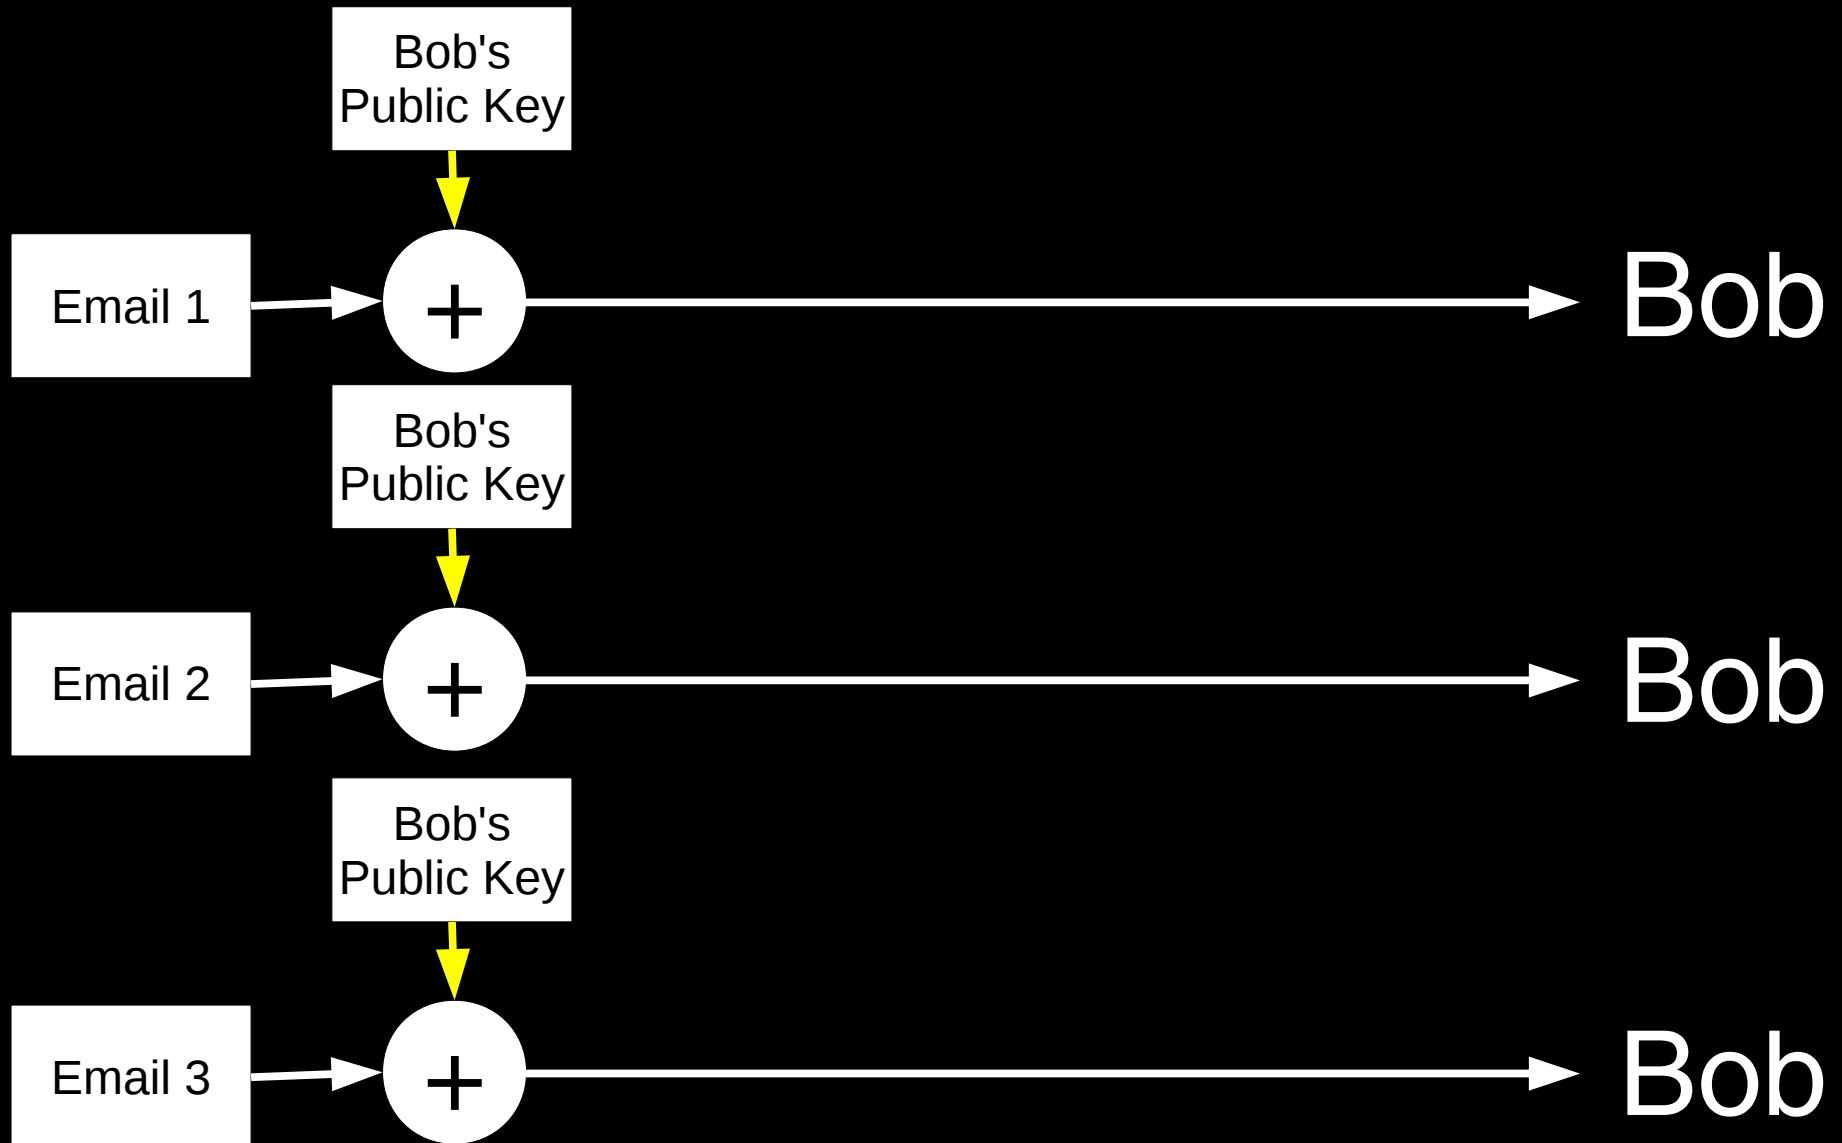 Bob's
Public Key
Email 1
+
Bob
Bob's
Public Key
Email 2
+
Bob
Bob's
Public Key
Email 3
+
Bob